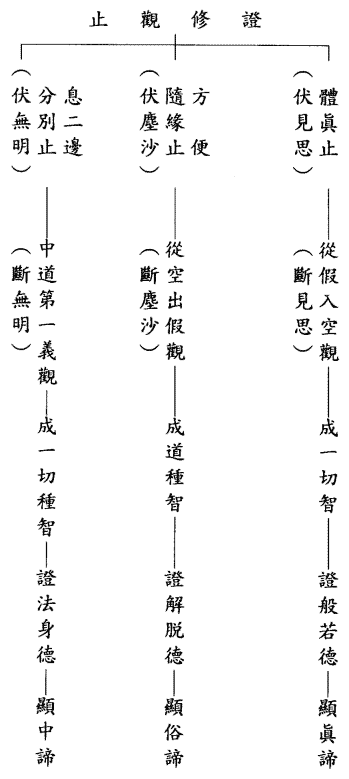 證修觀止
體眞止
（伏見思）
從假入空觀
（斷見思）
成一切智
證般若德
顯眞諦
方便
隨緣止
（伏塵沙）
從空出假觀
（斷塵沙）
成道種智
證解脫德
顯俗諦
息二邊
分別止
（伏無明）
中道第一義觀
（斷無明）
成一切種智
證法身德
顯中諦